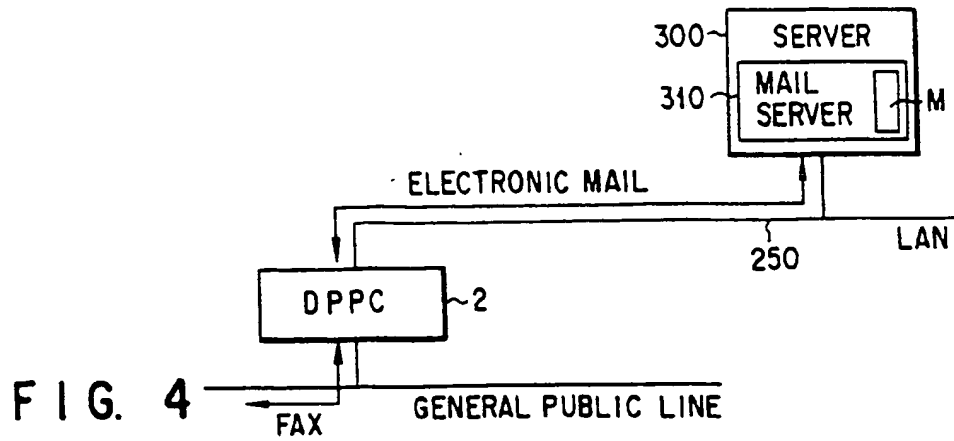 300
SERVER
310
MAIL
SERVER
M
ELECTRONIC MAIL
250
LAN
DPPC
2
FIG. 4
FAX
GENERAL PUBLIC LINE